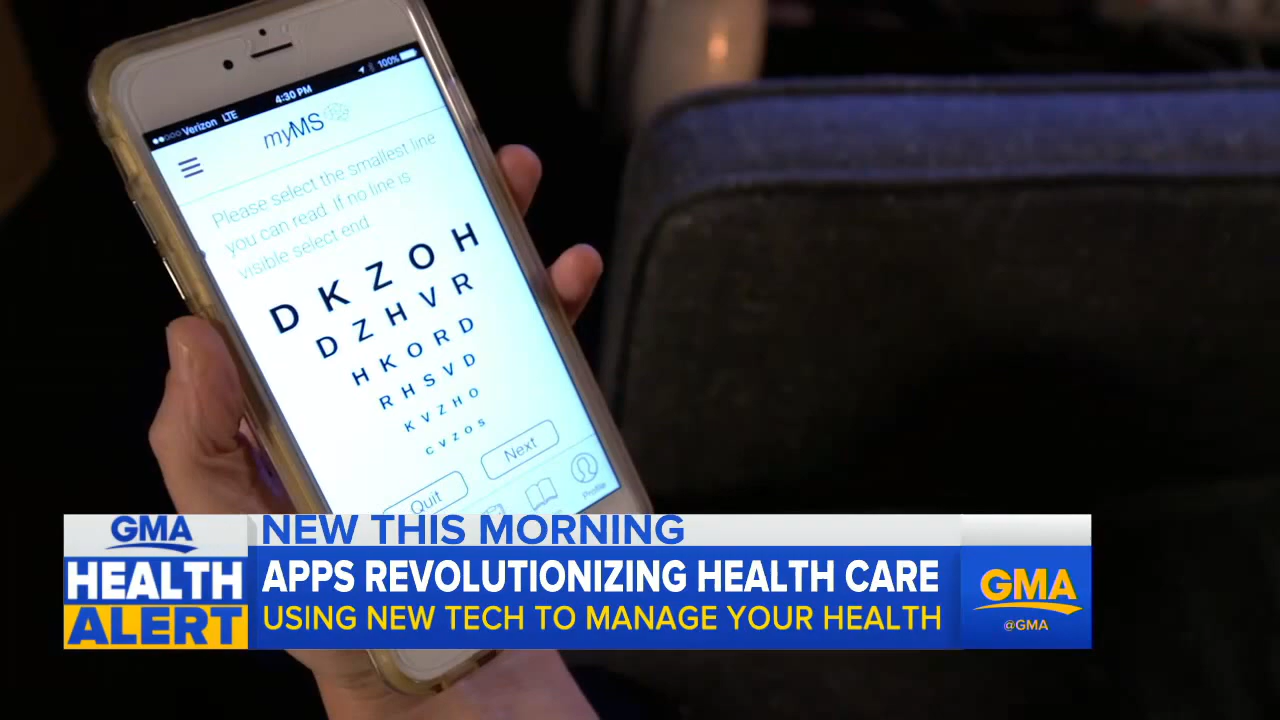 ●●○○○ Verizon LTE 4:30 PM 100%
myMS
Please select the smallest line
you can read. If no line is
visible select end
D K Z O H
D Z H V R
H K O R D
R H S V D
K V Z H O
C V Z O S
Quit Next
Profile
GMA
HEALTH
ALERT
NEW THIS MORNING
APPS REVOLUTIONIZING HEALTH CARE
USING NEW TECH TO MANAGE YOUR HEALTH
GMA
@GMA